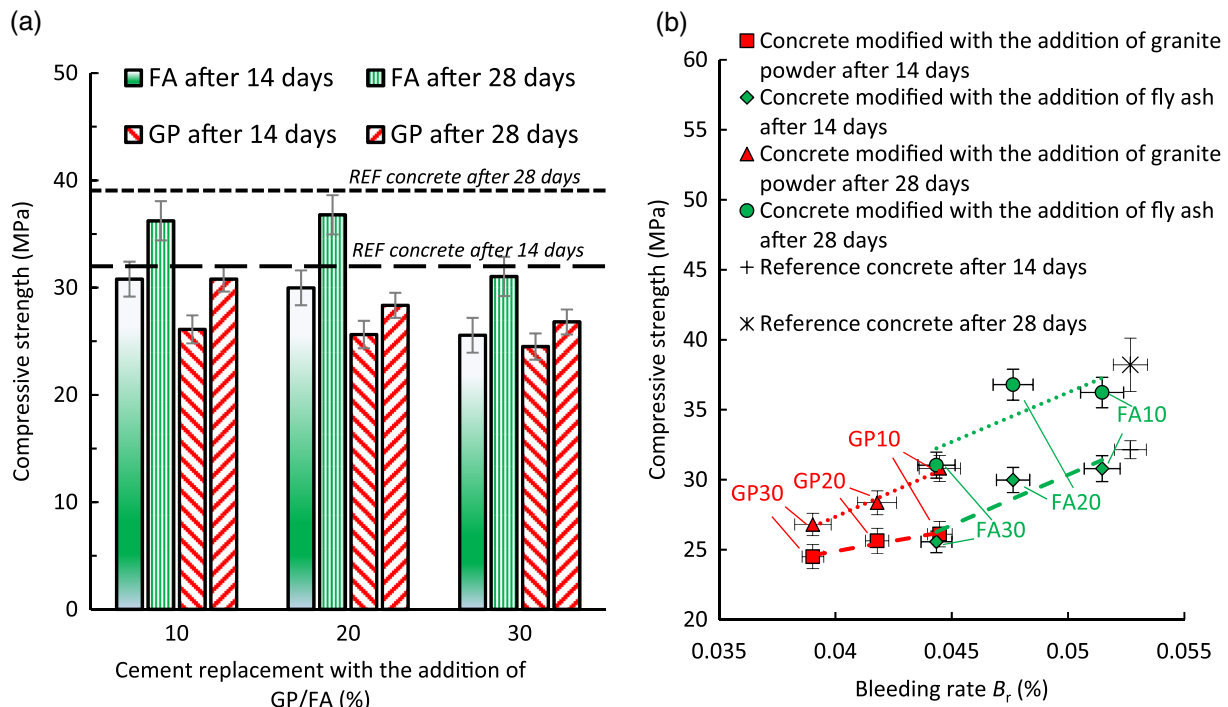 (a)
50
40
30
20
10
0
Compressive strength (MPa)
FA after 14 days
FA after 28 days
GP after 14 days
GP after 28 days
REF concrete after 28 days
REF concrete after 14 days
10
20
30
Cement replacement with the addition of
GP/FA (%)
(b)
60
55
50
45
40
35
30
25
20
Compressive strength (MPa)
Concrete modified with the addition of granite
powder after 14 days
Concrete modified with the addition of fly ash
after 14 days
Concrete modified with the addition of granite
powder after 28 days
Concrete modified with the addition of fly ash
after 28 days
Reference concrete after 14 days
Reference concrete after 28 days
GP10
FA10
GP20
GP30
FA20
FA30
0.035
0.04
0.045
0.05
0.055
Bleeding rate Br (%)